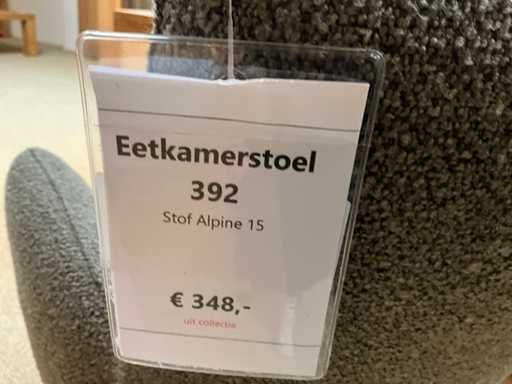 Eetkamerstoel
392
Stof Alpine 15
€ 348,-
uit collectie